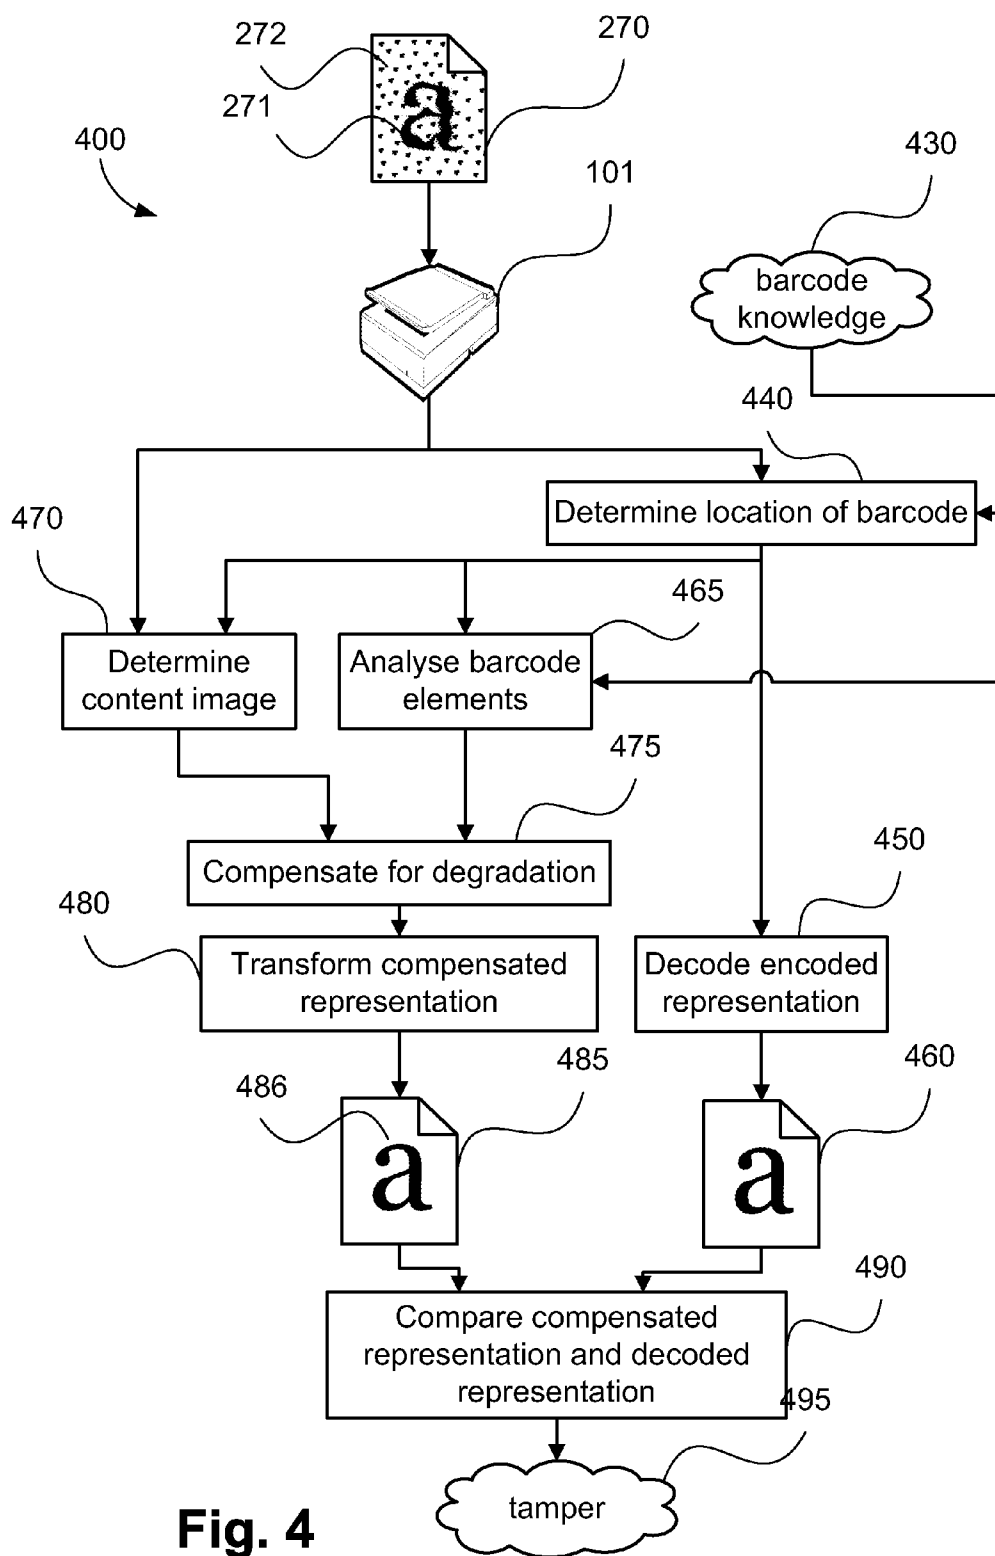 272
270
271
a
400
101
430
barcode
knowledge
440
Determine location of barcode
470
465
Determine
content image
Analyse barcode
elements
475
Compensate for degradation
450
480
Transform compensated
representation
Decode encoded
representation
485
460
486
a
a
490
Compare compensated
representation and decoded
representation
495
tamper
Fig. 4